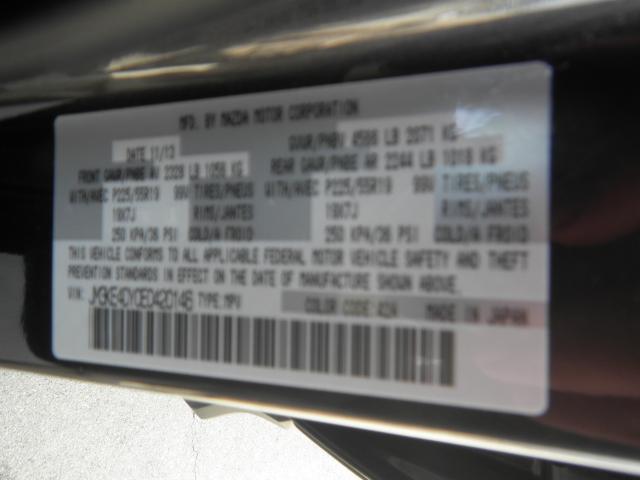 MFD. BY MAZDA MOTOR CORPORATION
DATE 11/13 GVWR/PNBV 4566 LB 2071 KG
FRONT GAWR/PNBE AV 2328 LB 1056 KG REAR GAWR/PNBE AR 2244 LB 1018 KG
WITH/AVEC P225/55R19 99V TIRES/PNEUS WITH/AVEC P225/55R19 99V TIRES/PNEUS
19X7J RIMS/JANTES 19X7J RIMS/JANTES
250 KPA/36 PSI COLD/A FROID 250 KPA/36 PSI COLD/A FROID
THIS VEHICLE CONFORMS TO ALL APPLICABLE FEDERAL MOTOR VEHICLE SAFETY AND THEFT
PREVENTION STANDARDS IN EFFECT ON THE DATE OF MANUFACTURE SHOWN ABOVE.
VIN: TYPE: MPV COLOR CODE: 42A MADE IN JAPAN